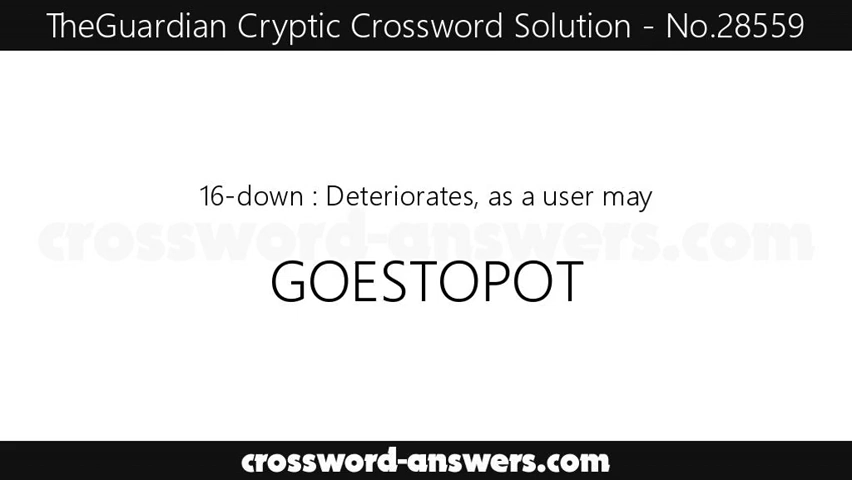 TheGuardian Cryptic Crossword Solution - No.28559
16-down : Deteriorates, as a user may
crossword-answers.com
GOESTOPOT
crossword-answers.com